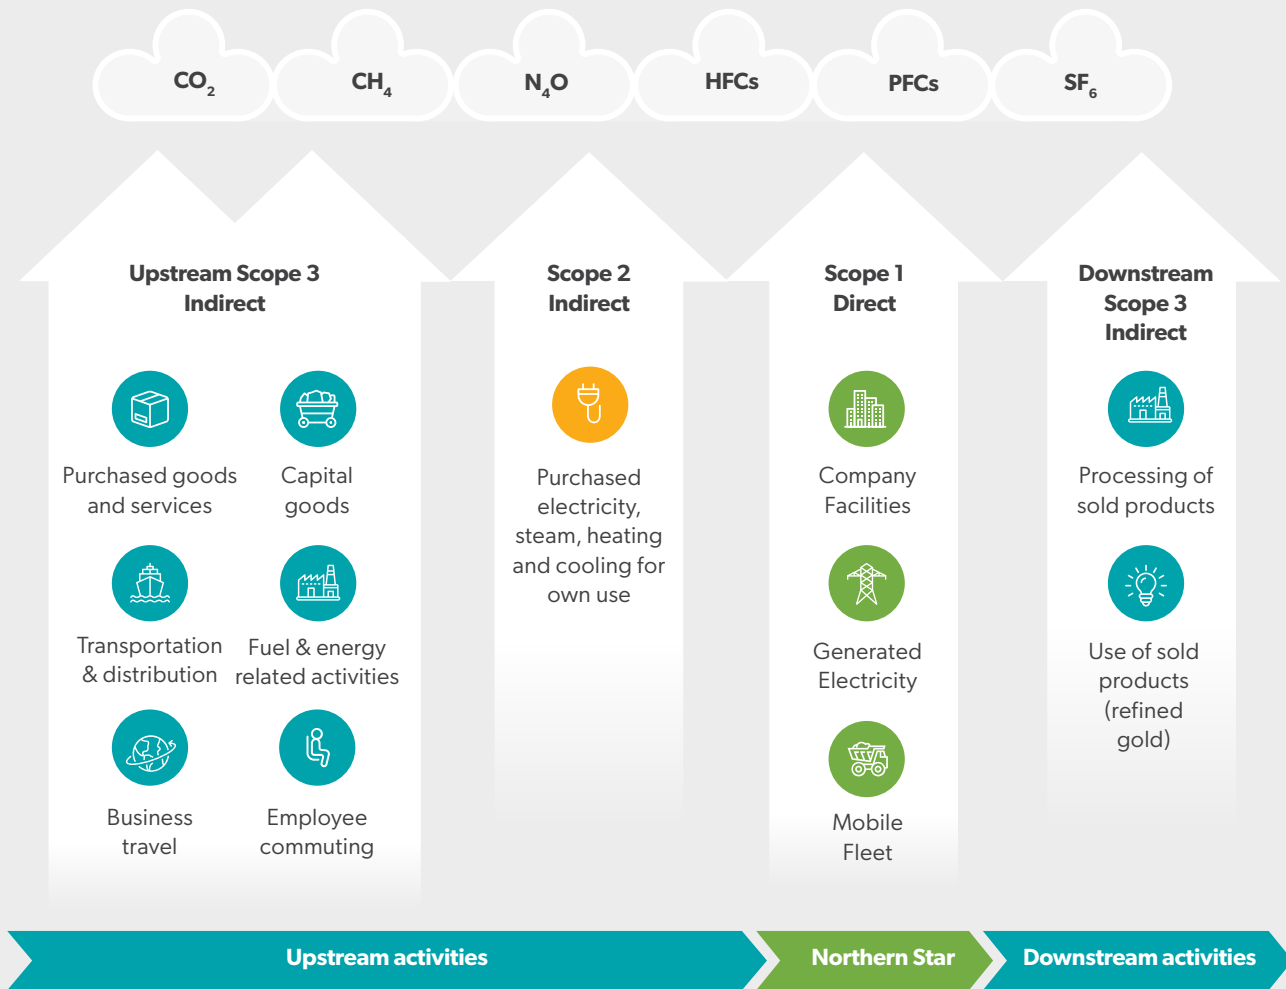 CO₂
CH₄
N₄O
HFCs
PFCs
SF₆
Upstream Scope 3
Indirect
Purchased goods
and services
Capital
goods
Transportation
& distribution
Fuel & energy
related activities
Business
travel
Employee
commuting
Scope 2
Indirect
Purchased
electricity,
steam, heating
and cooling for
own use
Scope 1
Direct
Company
Facilities
Generated
Electricity
Mobile
Fleet
Downstream
Scope 3
Indirect
Processing of
sold products
Use of sold
products
(refined
gold)
Upstream activities
Northern Star
Downstream activities